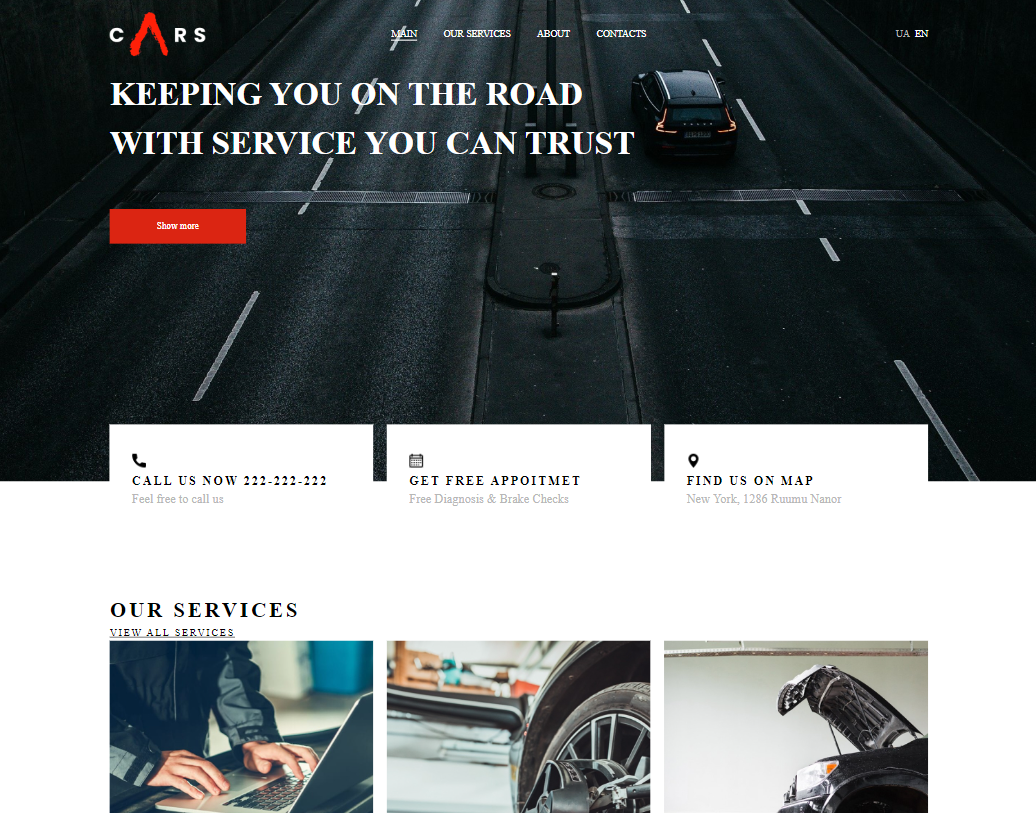 CARS
MAIN
OUR SERVICES
ABOUT
CONTACTS
UA EN
KEEPING YOU ON THE ROAD
WITH SERVICE YOU CAN TRUST
Show more
CALL US NOW 222-222-222
Feel free to call us
GET FREE APPOITMET
Free Diagnosis & Brake Checks
FIND US ON MAP
New York, 1286 Ruumu Nanor
OUR SERVICES
VIEW ALL SERVICES